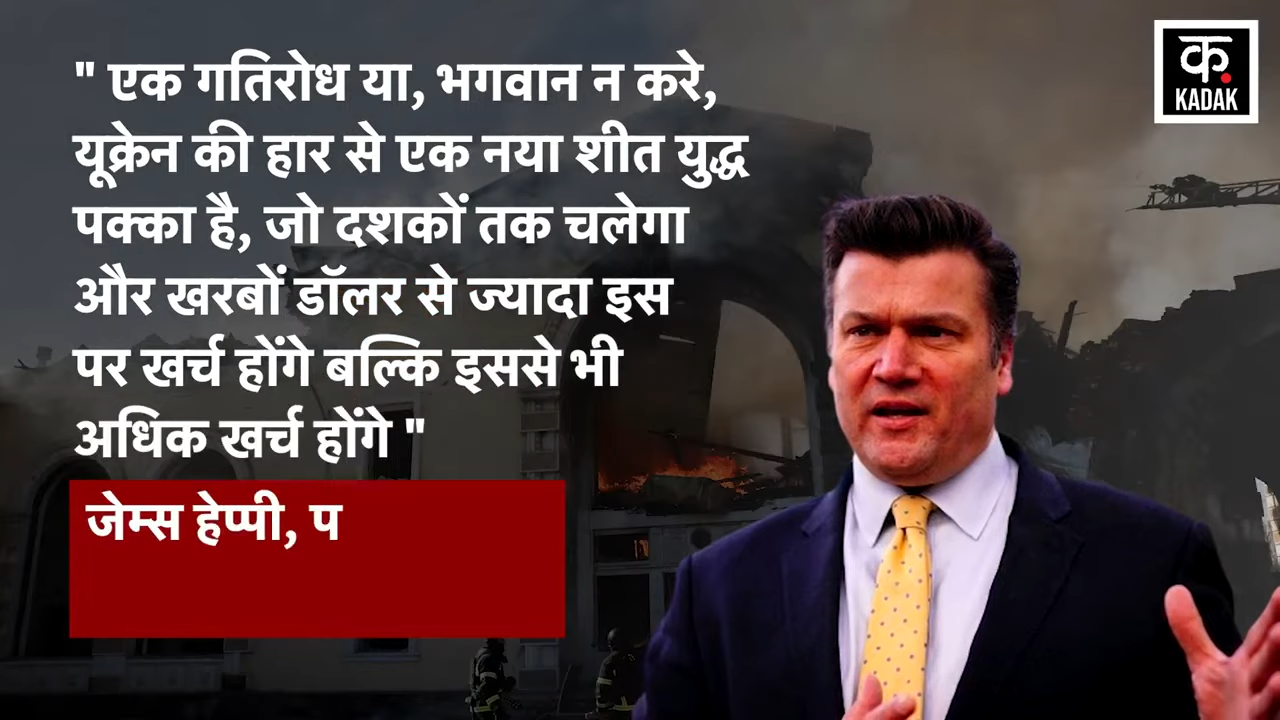 " एक गतिरोध या, भगवान न करे,
यूक्रेन की हार से एक नया शीत युद्ध
पक्का है, जो दशकों तक चलेगा
और खरबों डॉलर से ज्यादा इस
पर खर्च होंगे बल्कि इससे भी
अधिक खर्च होंगे "
जेम्स हेप्पी, प
क
KADAK